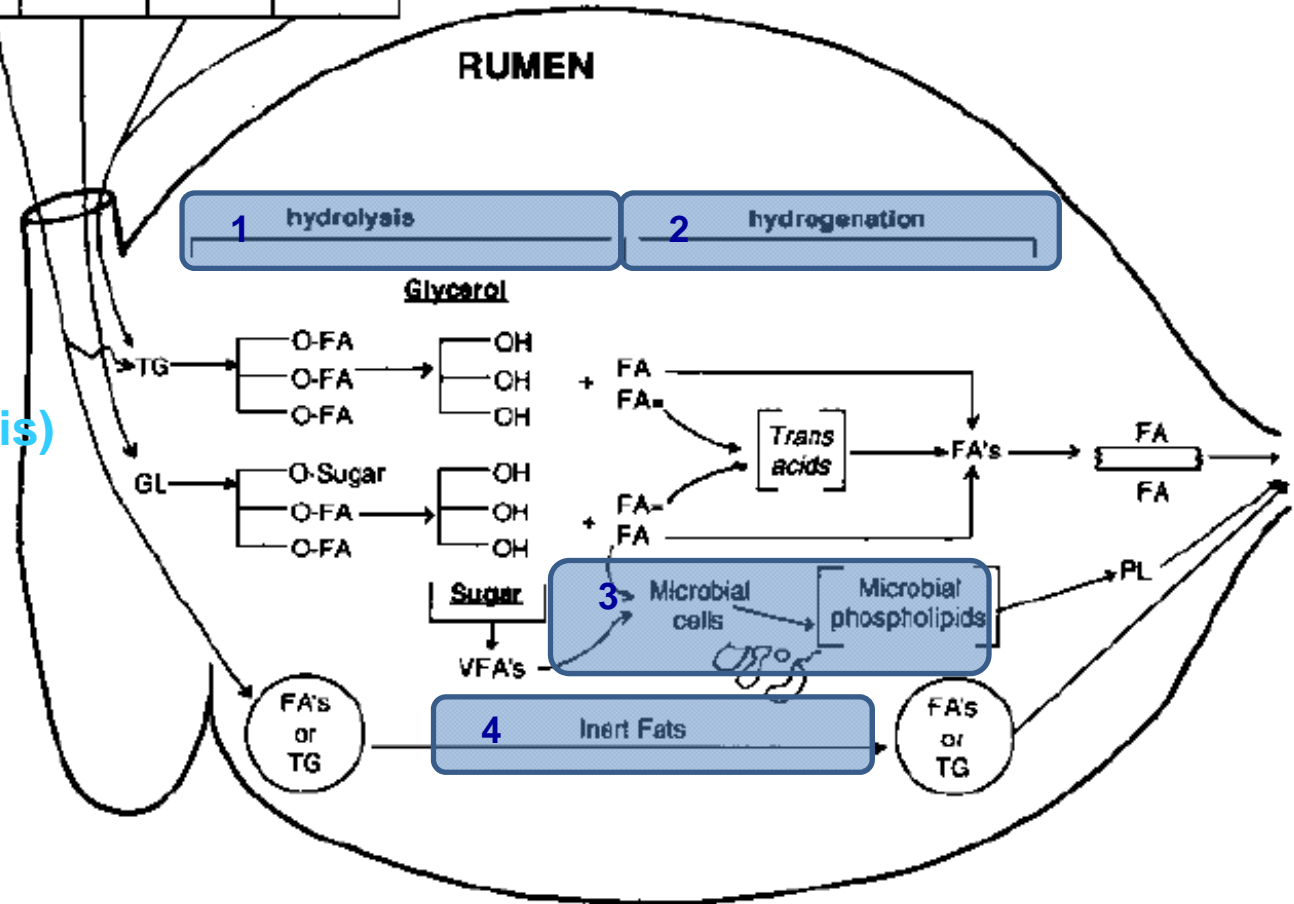 RUMEN
1 hydrolysis
2 hydrogenation
Glycerol
TG
O-FA
O-FA
O-FA
OH
OH
OH
+
FA
FA=
Trans
acids
FA's
FA
FA
is)
GL
O-Sugar
O-FA
O-FA
OH
OH
OH
+
FA=
FA
Sugar
VFA's
3 Microbial
cells
Microbial
phospholipids
PL
FA's
or
TG
4 Inert Fats
FA's
or
TG